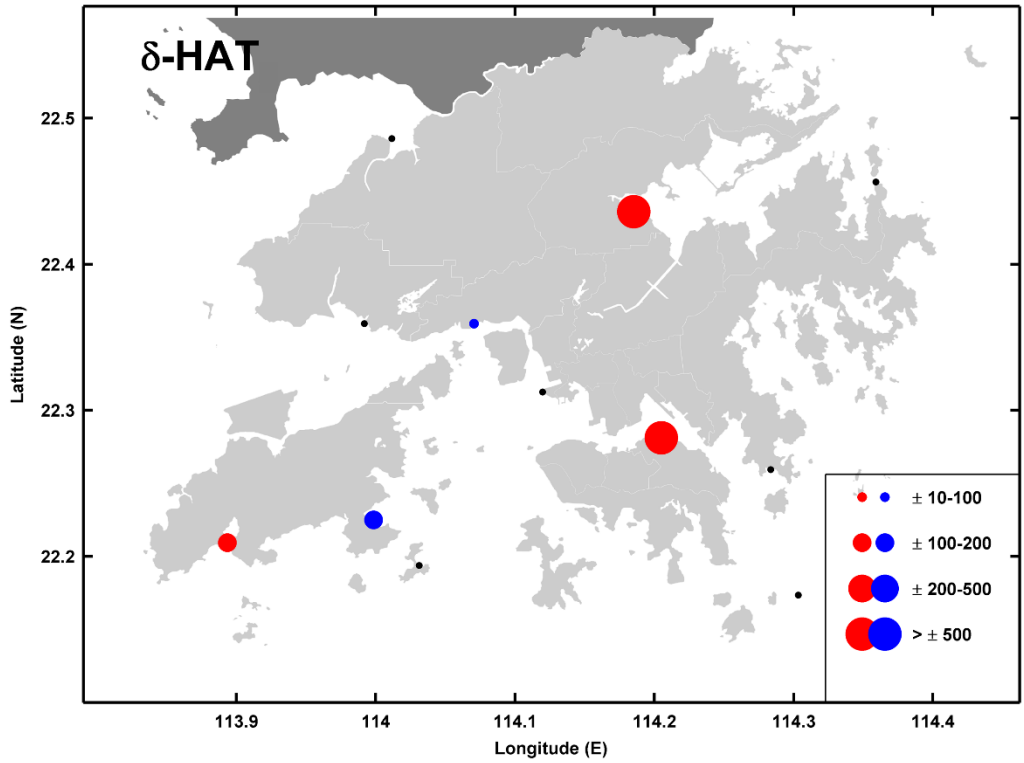 δ-HAT
22.5
22.4
22.3
22.2
Latitude (N)
113.9 114 114.1 114.2 114.3 114.4
Longitude (E)
± 10-100
± 100-200
± 200-500
> ± 500